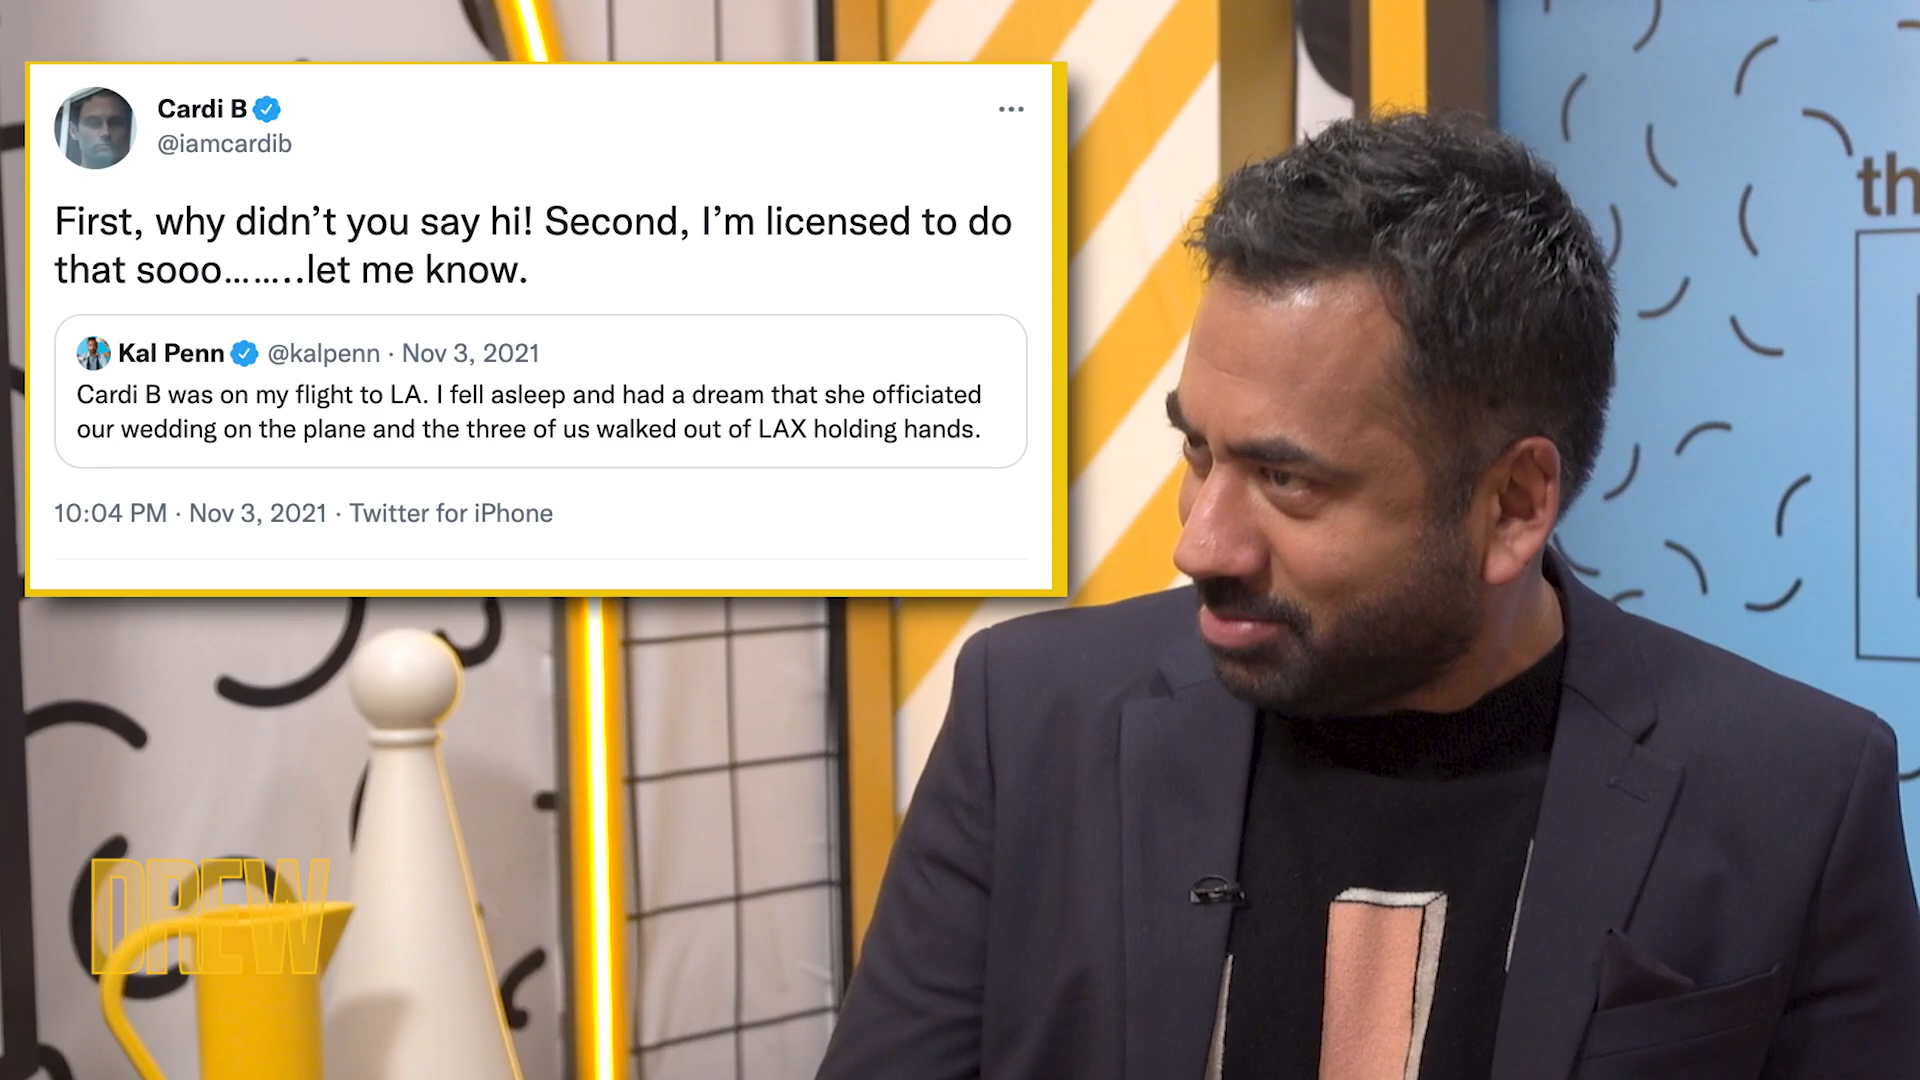 Cardi B
@iamcardib
First, why didn't you say hi! Second, I'm licensed to do
that sooo........let me know.
Kal Penn @kalpenn · Nov 3, 2021
Cardi B was on my flight to LA. I fell asleep and had a dream that she officiated
our wedding on the plane and the three of us walked out of LAX holding hands.
10:04 PM · Nov 3, 2021 · Twitter for iPhone
th
DREW